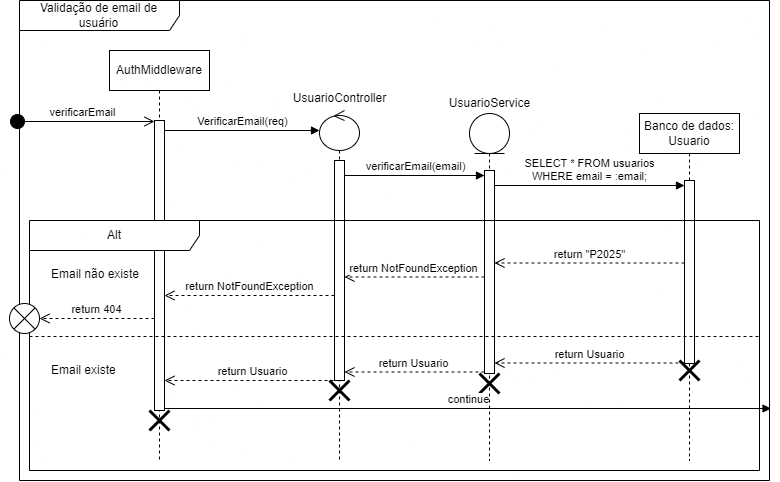 Validação de email de
usuário
AuthMiddleware
UsuarioController
UsuarioService
Banco de dados:
Usuario
verificarEmail
VerificarEmail(req)
verificarEmail(email)
SELECT * FROM usuarios
WHERE email = :email;
Alt
return "P2025"
Email não existe
return NotFoundException
return NotFoundException
return 404
Email existe
return Usuario
return Usuario
return Usuario
continue